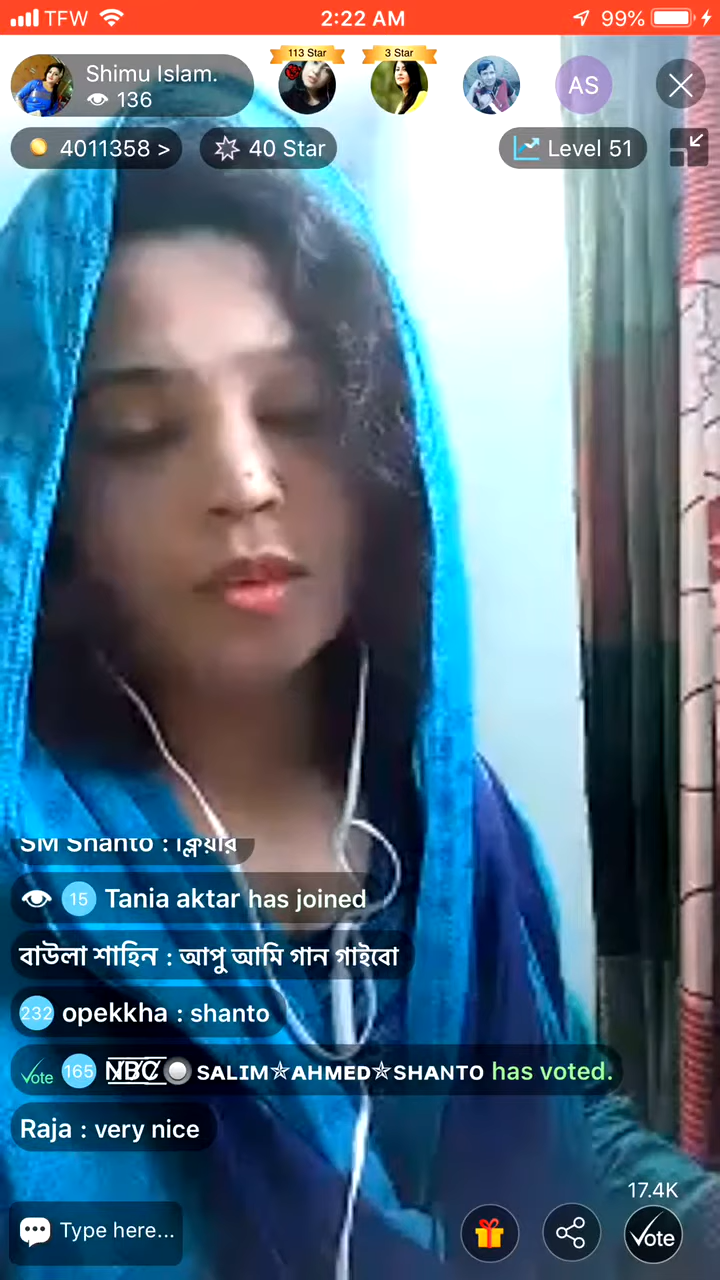 TFW 2:22 AM 99%
113 Star 3 Star
Shimu Islam.
136
AS
4011358 > 40 Star Level 51
SM Shanto : ক্লিয়ার
15 Tania aktar has joined
বাউলা শাহিন : আপু আমি গান গাইবো
232 opekkha : shanto
Vote 165 NBC SALIM☆AHMED☆SHANTO has voted.
Raja : very nice
17.4K
Type here... Vote